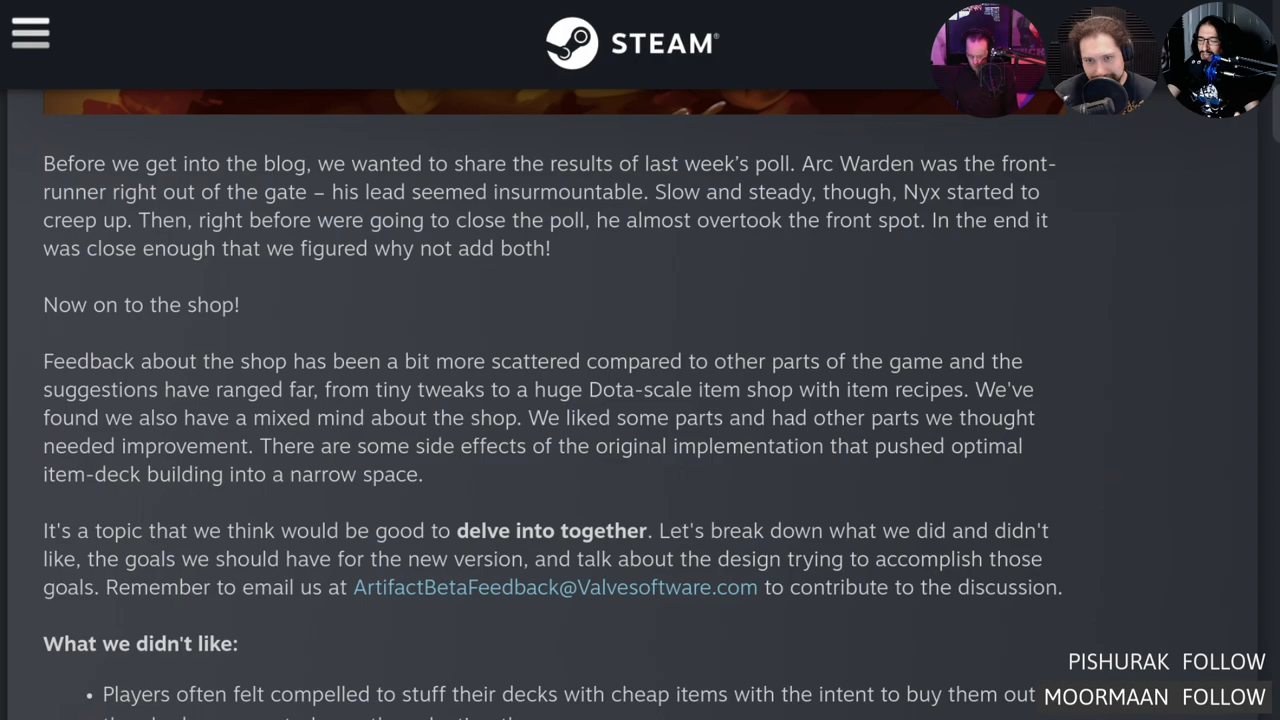 STEAM®
Before we get into the blog, we wanted to share the results of last week's poll. Arc Warden was the front-
runner right out of the gate – his lead seemed insurmountable. Slow and steady, though, Nyx started to
creep up. Then, right before were going to close the poll, he almost overtook the front spot. In the end it
was close enough that we figured why not add both!
Now on to the shop!
Feedback about the shop has been a bit more scattered compared to other parts of the game and the
suggestions have ranged far, from tiny tweaks to a huge Dota-scale item shop with item recipes. We've
found we also have a mixed mind about the shop. We liked some parts and had other parts we thought
needed improvement. There are some side effects of the original implementation that pushed optimal
item-deck building into a narrow space.
It's a topic that we think would be good to delve into together. Let's break down what we did and didn't
like, the goals we should have for the new version, and talk about the design trying to accomplish those
goals. Remember to email us at ArtifactBetaFeedback@Valvesoftware.com to contribute to the discussion.
What we didn't like:
• Players often felt compelled to stuff their decks with cheap items with the intent to buy them out
PISHURAK FOLLOW
MOORMAAN FOLLOW